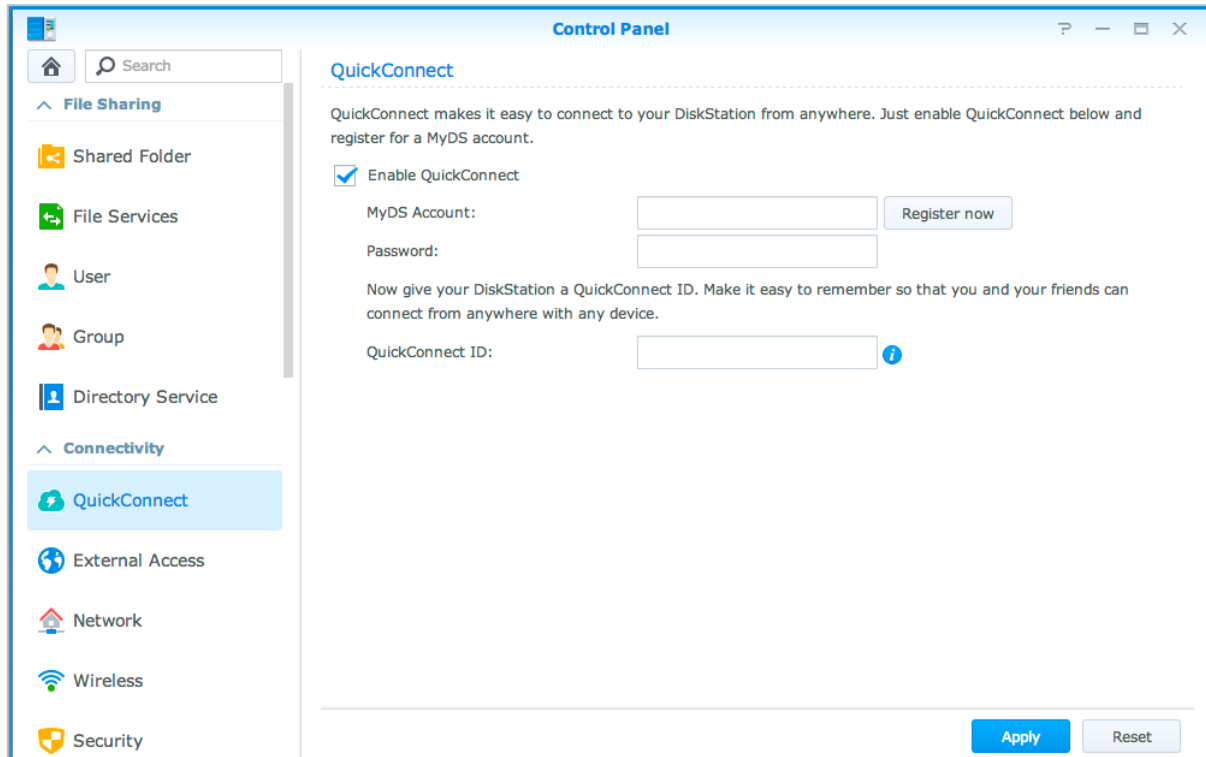 Control Panel
Search
File Sharing
Shared Folder
File Services
User
Group
Directory Service
Connectivity
QuickConnect
External Access
Network
Wireless
Security
QuickConnect
QuickConnect makes it easy to connect to your DiskStation from anywhere. Just enable QuickConnect below and
register for a MyDS account.
Enable QuickConnect
MyDS Account:
Register now
Password:
Now give your DiskStation a QuickConnect ID. Make it easy to remember so that you and your friends can
connect from anywhere with any device.
QuickConnect ID:
Apply
Reset